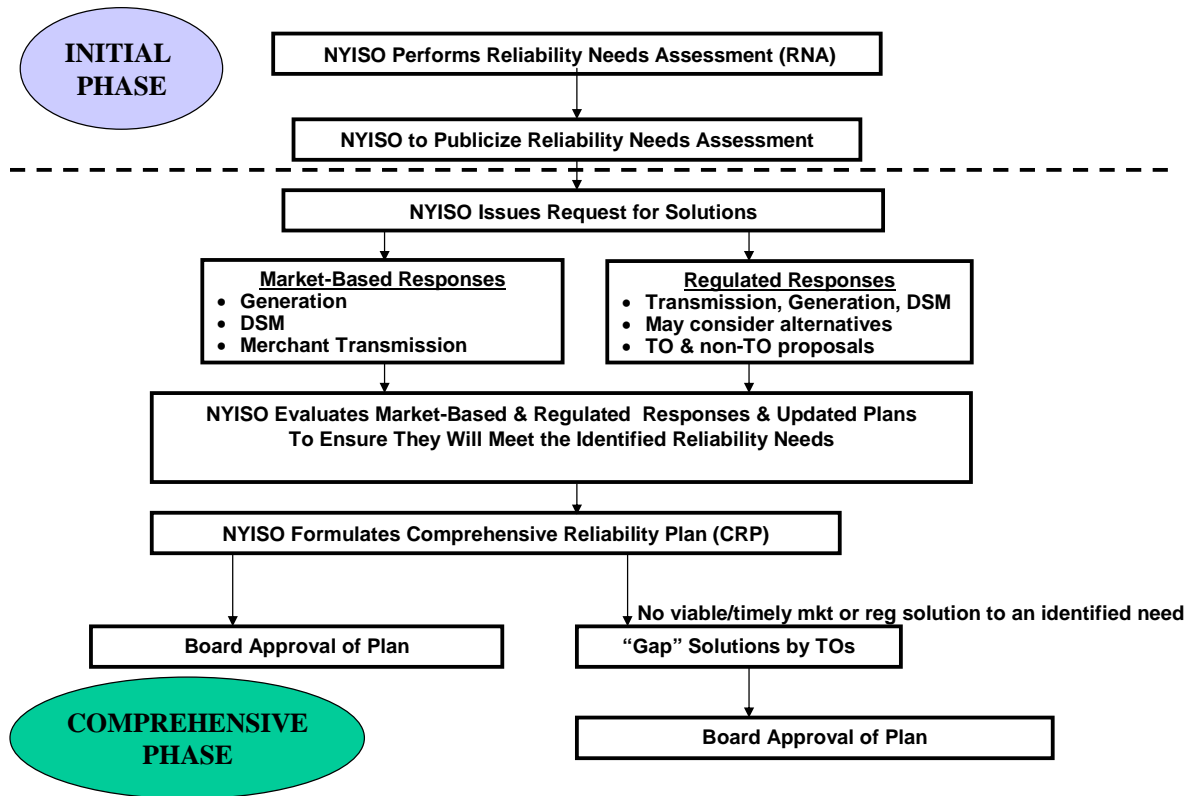 INITIAL
PHASE
NYISO Performs Reliability Needs Assessment (RNA)
NYISO to Publicize Reliability Needs Assessment
NYISO Issues Request for Solutions
Market-Based Responses
• Generation
• DSM
• Merchant Transmission
Regulated Responses
• Transmission, Generation, DSM
• May consider alternatives
• TO & non-TO proposals
NYISO Evaluates Market-Based & Regulated Responses & Updated Plans
To Ensure They Will Meet the Identified Reliability Needs
NYISO Formulates Comprehensive Reliability Plan (CRP)
No viable/timely mkt or reg solution to an identified need
Board Approval of Plan
“Gap” Solutions by TOs
COMPREHENSIVE
PHASE
Board Approval of Plan